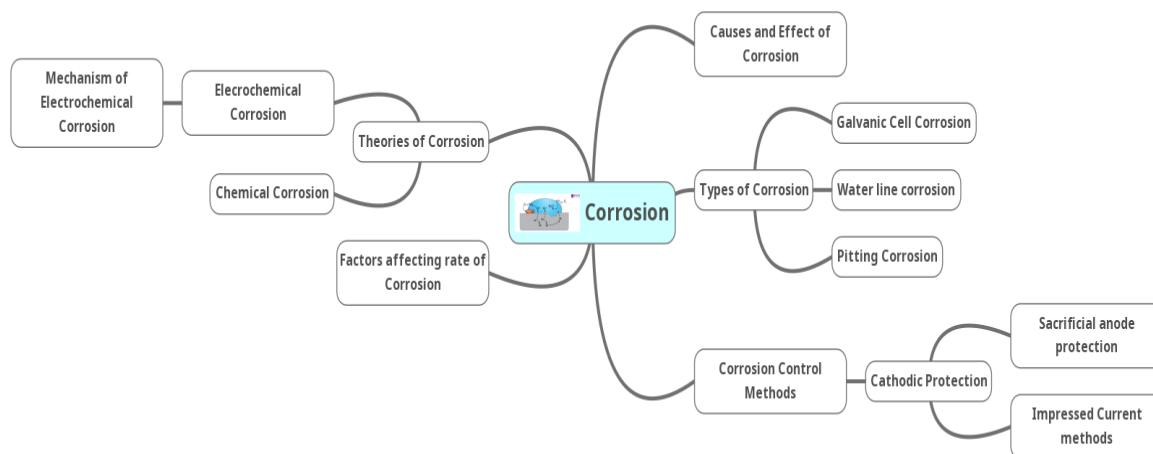 Causes and Effect of
Corrosion
Mechanism of
Electrochemical
Corrosion
Elecrochemical
Corrosion
Theories of Corrosion
Chemical Corrosion
Galvanic Cell Corrosion
Types of Corrosion
Water line corrosion
Corrosion
Pitting Corrosion
Factors affecting rate of
Corrosion
Sacrificial anode
protection
Corrosion Control
Methods
Cathodic Protection
Impressed Current
methods